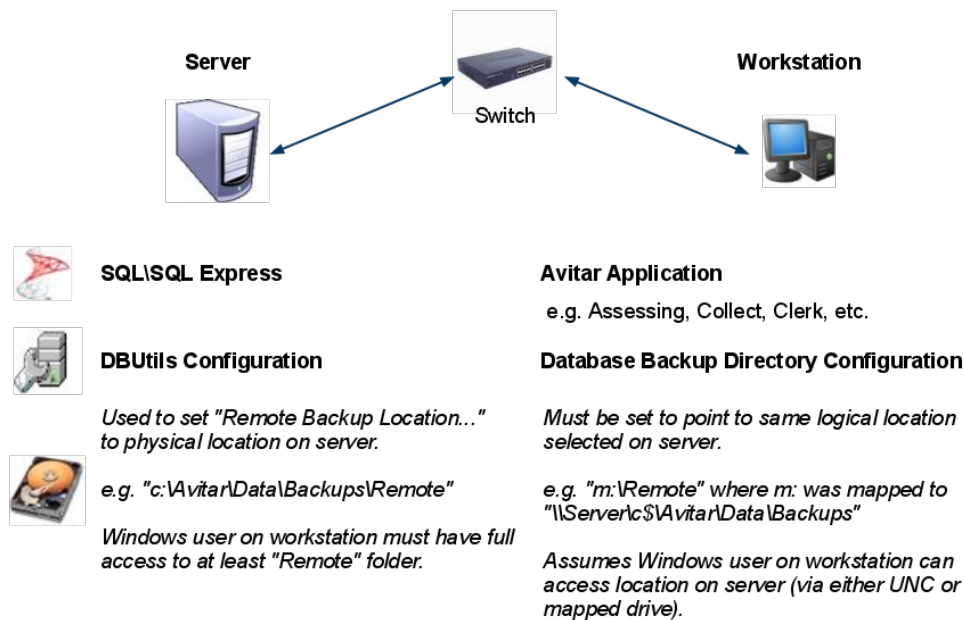 Server
Switch
Workstation
SQL\SQL Express
DBUtils Configuration
Used to set "Remote Backup Location..."
to physical location on server.
e.g. "c:\Avitar\Data\Backups\Remote"
Windows user on workstation must have full
access to at least "Remote" folder.
Avitar Application
e.g. Assessing, Collect, Clerk, etc.
Database Backup Directory Configuration
Must be set to point to same logical location
selected on server.
e.g. "m:\Remote" where m: was mapped to
"\\Server\c$\Avitar\Data\Backups"
Assumes Windows user on workstation can
access location on server (via either UNC or
mapped drive).